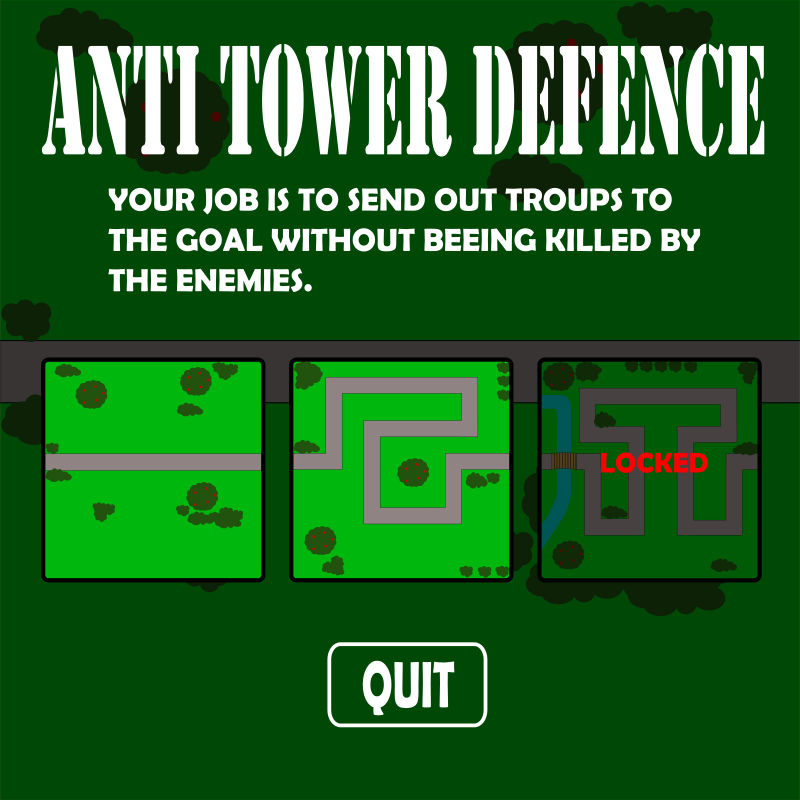 ANTI TOWER DEFENCE
YOUR JOB IS TO SEND OUT TROUPS TO
THE GOAL WITHOUT BEEING KILLED BY
THE ENEMIES.
LOCKED
QUIT